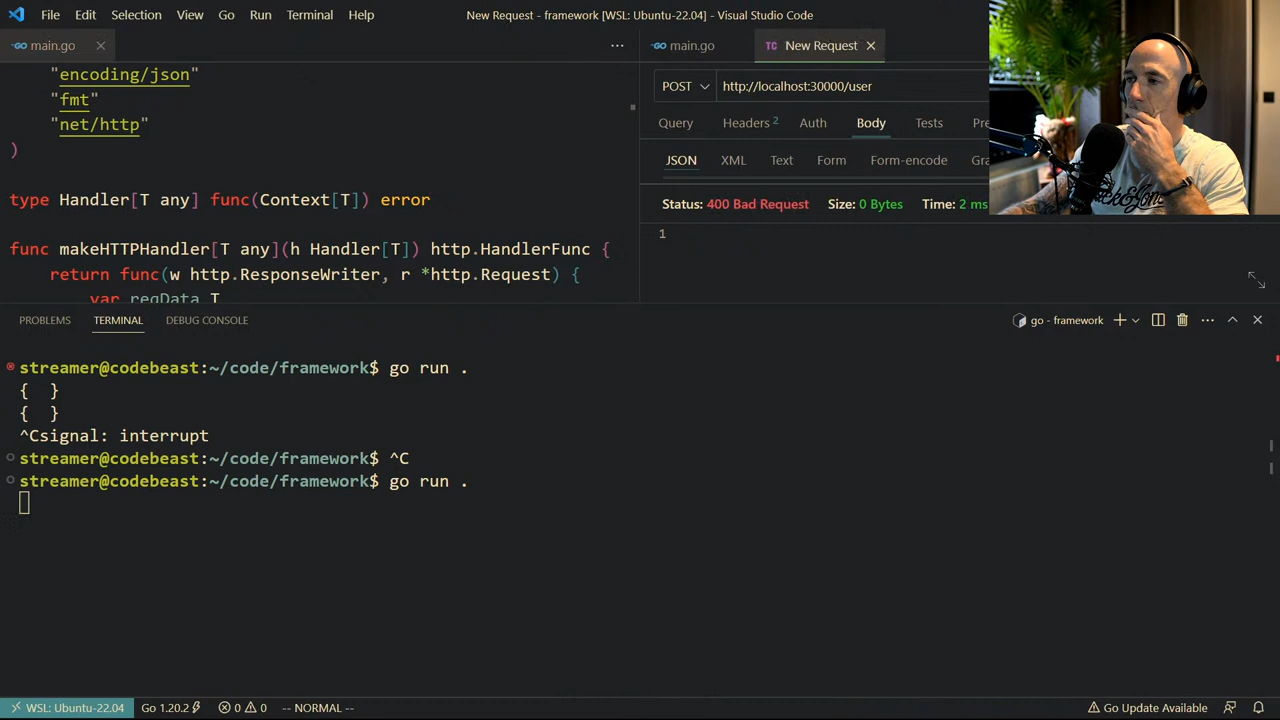 File Edit Selection View Go Run Terminal Help
New Request - framework [WSL: Ubuntu-22.04] - Visual Studio Code
main.go
"encoding/json"
"fmt"
"net/http"
)
type Handler[T any] func(Context[T]) error
func makeHTTPHandler[T any](h Handler[T]) http.HandlerFunc {
return func(w http.ResponseWriter, r *http.Request) {
var reqData T
main.go
TC New Request
POST http://localhost:30000/user
Query Headers 2 Auth Body Tests Pre
JSON XML Text Form Form-encode Gra
Status: 400 Bad Request Size: 0 Bytes Time: 2 ms
1
PROBLEMS TERMINAL DEBUG CONSOLE
go - framework
streamer@codebeast:~/code/framework$ go run .
{ }
{ }
^Csignal: interrupt
streamer@codebeast:~/code/framework$ ^C
streamer@codebeast:~/code/framework$ go run .
WSL: Ubuntu-22.04 Go 1.20.2 0 0 -- NORMAL --
Go Update Available